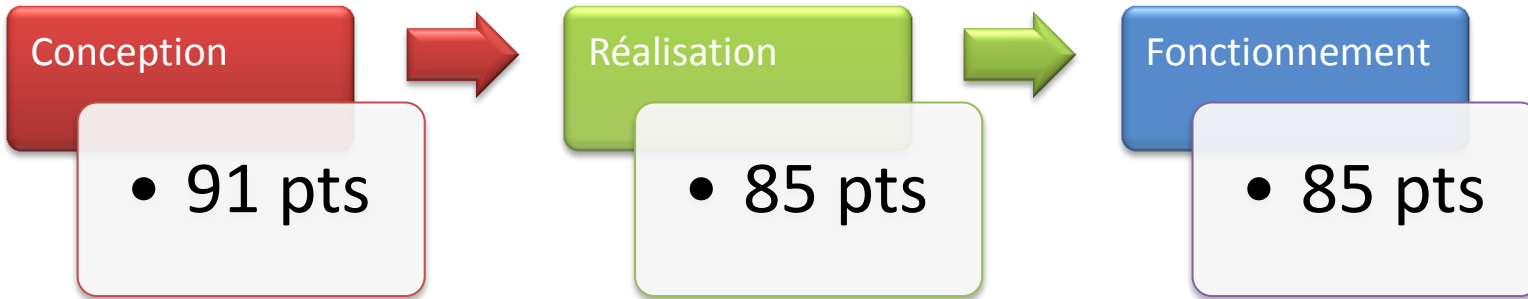 Conception
• 91 pts
Réalisation
• 85 pts
Fonctionnement
• 85 pts